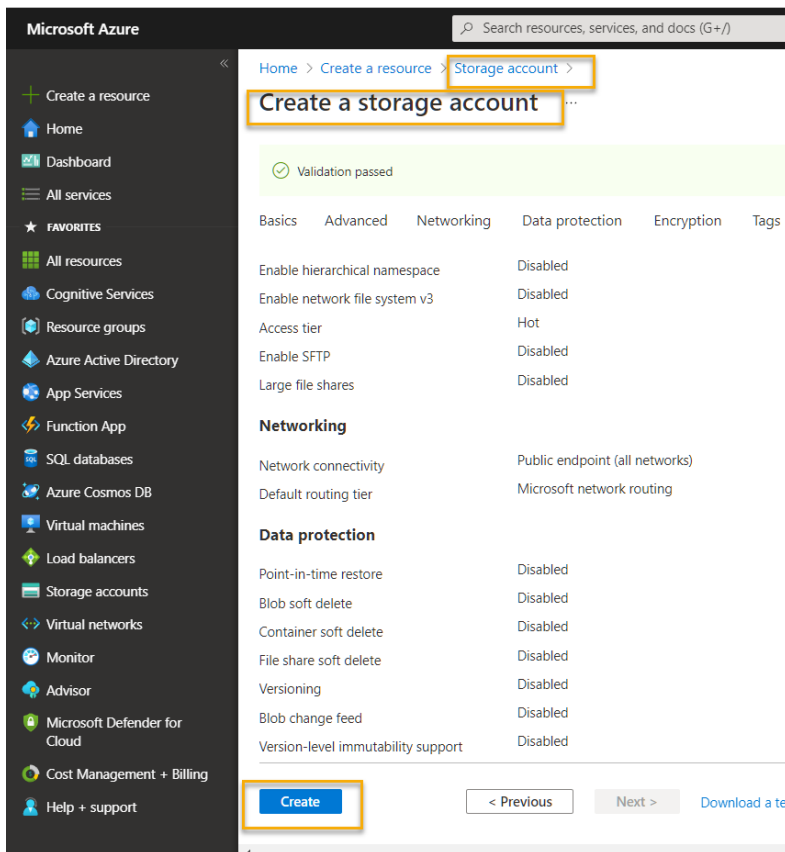 Microsoft Azure
Search resources, services, and docs (G+/)
«
Create a resource
Home
Dashboard
All services
FAVORITES
All resources
Cognitive Services
Resource groups
Azure Active Directory
App Services
Function App
SQL databases
Azure Cosmos DB
Virtual machines
Load balancers
Storage accounts
Virtual networks
Monitor
Advisor
Microsoft Defender for
Cloud
Cost Management + Billing
Help + support
Home > Create a resource > Storage account >
Create a storage account ...
Validation passed
Basics Advanced Networking Data protection Encryption Tags
Enable hierarchical namespace Disabled
Enable network file system v3 Disabled
Access tier Hot
Enable SFTP Disabled
Large file shares Disabled
Networking
Network connectivity Public endpoint (all networks)
Default routing tier Microsoft network routing
Data protection
Point-in-time restore Disabled
Blob soft delete Disabled
Container soft delete Disabled
File share soft delete Disabled
Versioning Disabled
Blob change feed Disabled
Version-level immutability support Disabled
Create < Previous Next > Download a te